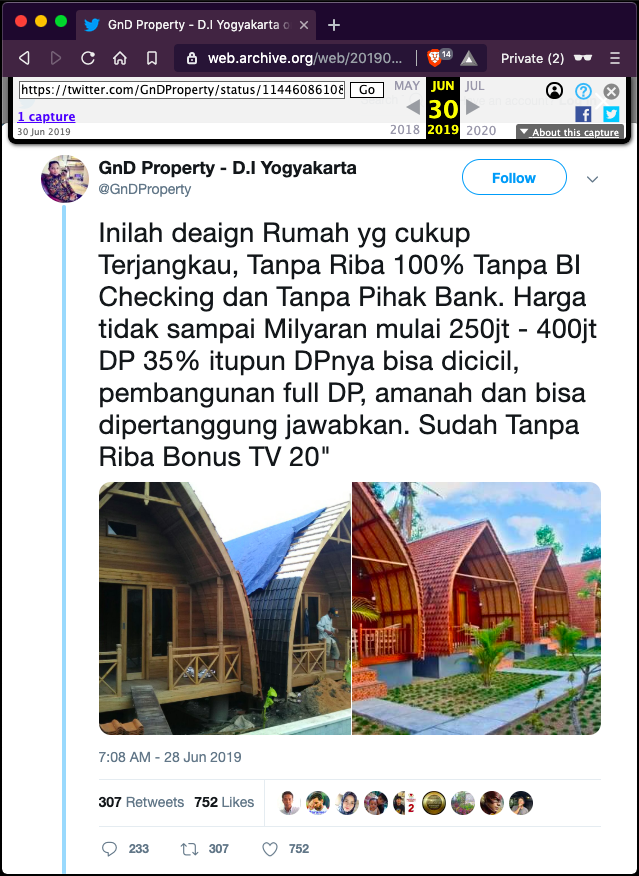 GnD Property - D.I Yogyakarta o
web.archive.org/web/20190...
14
Private (2)
https://twitter.com/GnDProperty/status/11446086108
Go
MAY JUN JUL
30
2018 2019 2020
1 capture
30 Jun 2019
About this capture
GnD Property - D.I Yogyakarta
@GnDProperty
Follow
Inilah deaign Rumah yg cukup
Terjangkau, Tanpa Riba 100% Tanpa BI
Checking dan Tanpa Pihak Bank. Harga
tidak sampai Milyaran mulai 250jt - 400jt
DP 35% itupun DPnya bisa dicicil,
pembangunan full DP, amanah dan bisa
dipertanggung jawabkan. Sudah Tanpa
Riba Bonus TV 20"
7:08 AM - 28 Jun 2019
307 Retweets 752 Likes
2
233 307 752